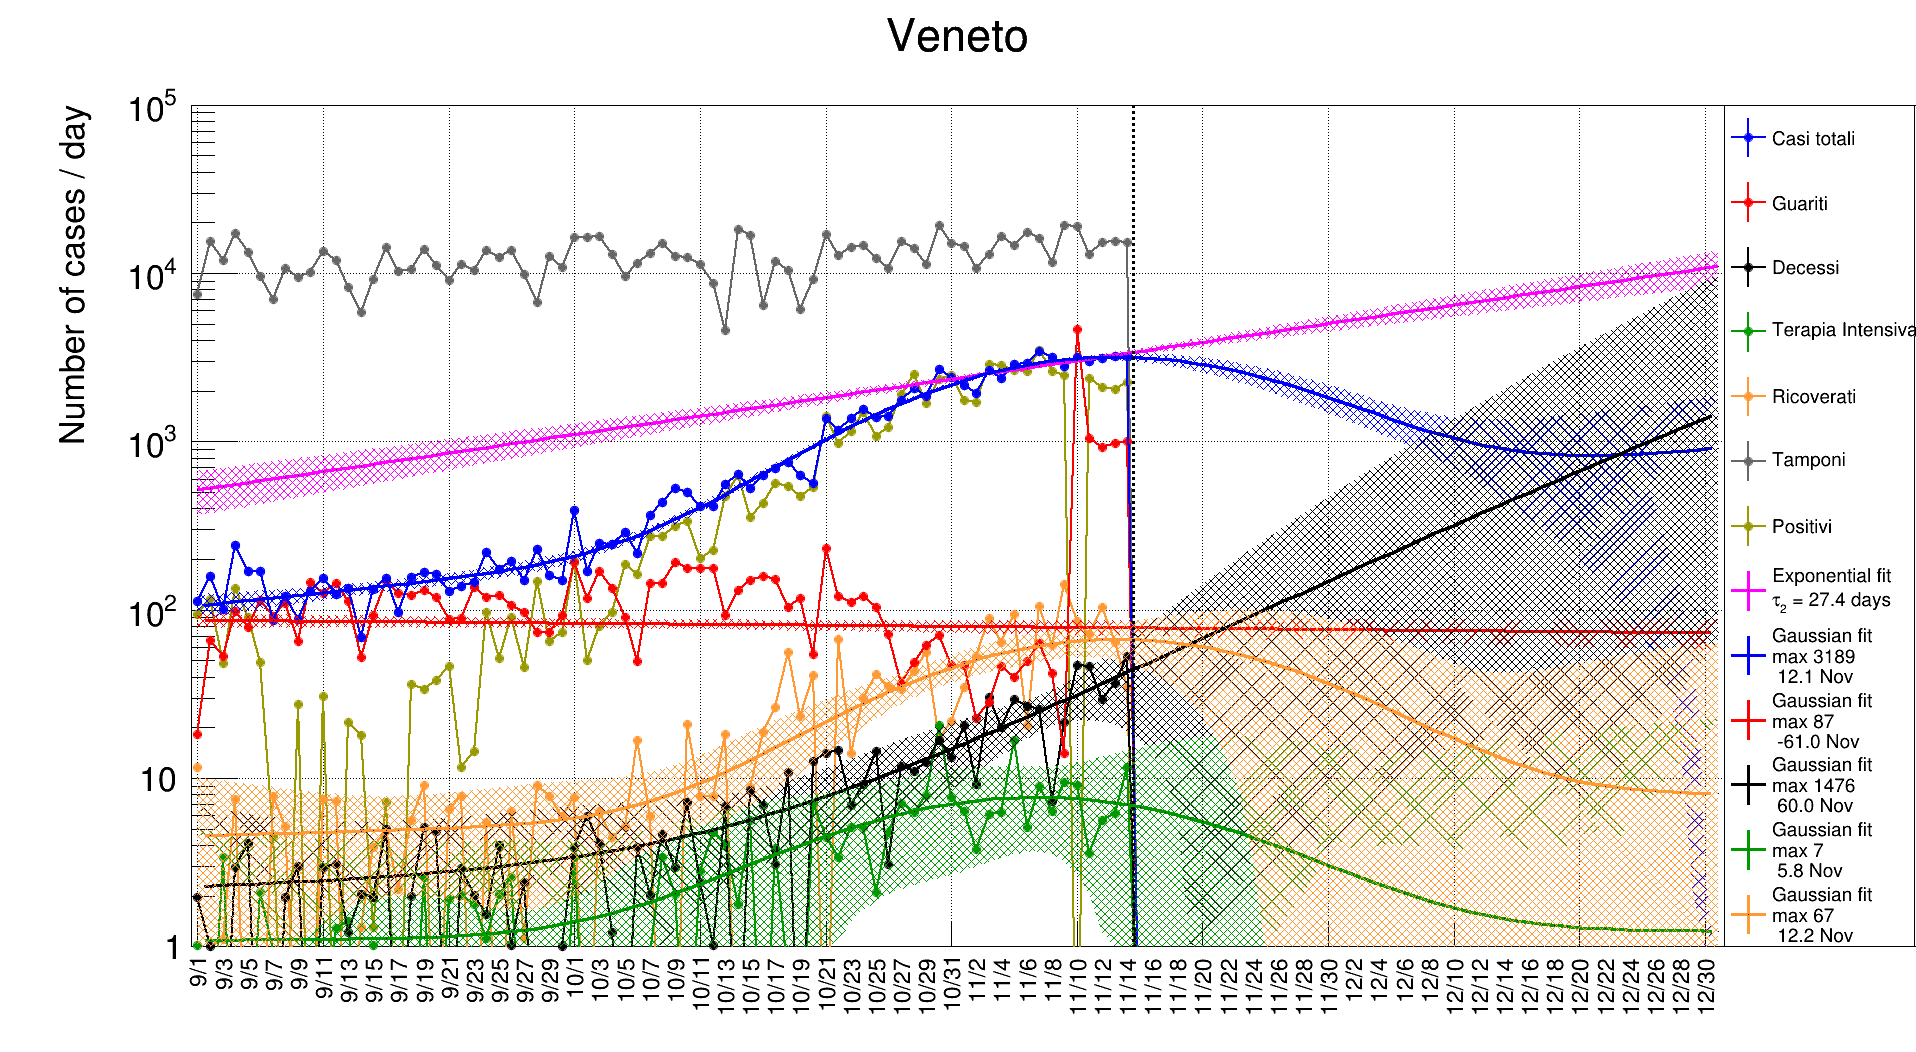 Veneto
Number of cases / day
10^5
10^4
10^3
10^2
10
1
9/1
9/3
9/5
9/7
9/9
9/11
9/13
9/15
9/17
9/19
9/21
9/23
9/25
9/27
9/29
10/1
10/3
10/5
10/7
10/9
10/11
10/13
10/15
10/17
10/19
10/21
10/23
10/25
10/27
10/29
10/31
11/2
11/4
11/6
11/8
11/10
11/12
11/14
11/16
11/18
11/20
11/22
11/24
11/26
11/28
11/30
12/2
12/4
12/6
12/8
12/10
12/12
12/14
12/16
12/18
12/20
12/22
12/24
12/26
12/28
12/30
Casi totali
Guariti
Decessi
Terapia Intensiva
Ricoverati
Tamponi
Positivi
Exponential fit
τ₂ = 27.4 days
Gaussian fit
max 3189
12.1 Nov
Gaussian fit
max 87
-61.0 Nov
Gaussian fit
max 1476
60.0 Nov
Gaussian fit
max 7
5.8 Nov
Gaussian fit
max 67
12.2 Nov